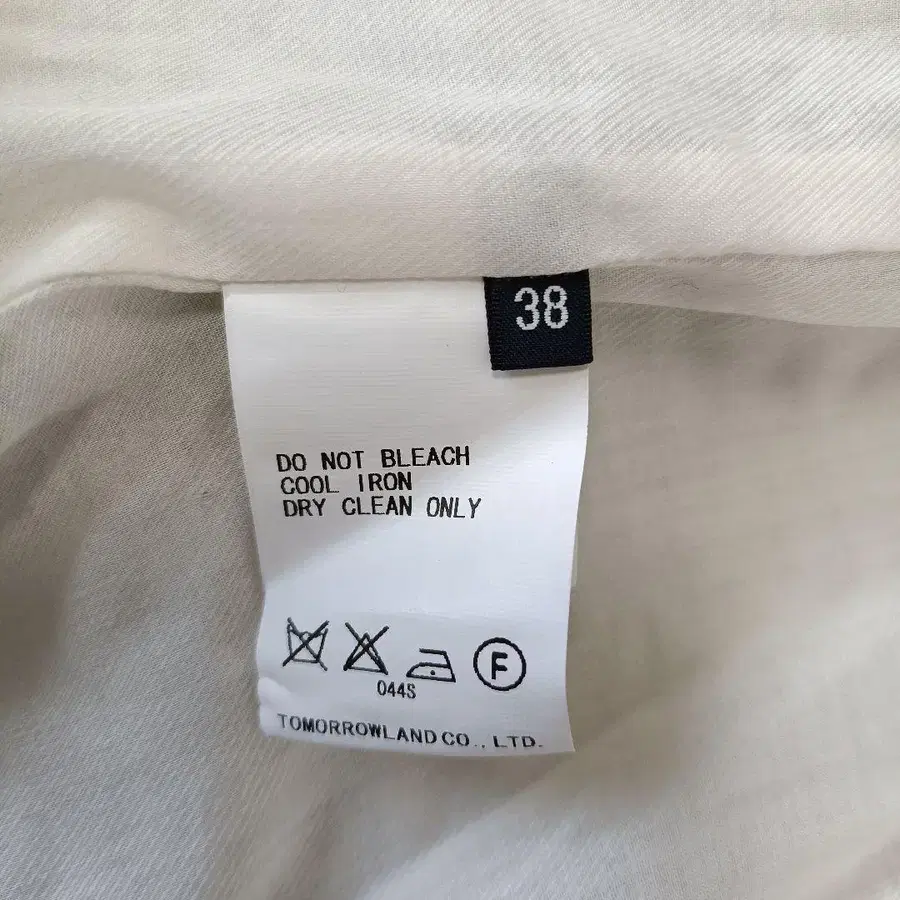 38
DO NOT BLEACH
COOL IRON
DRY CLEAN ONLY
F
044S
TOMORROWLAND CO., LTD.